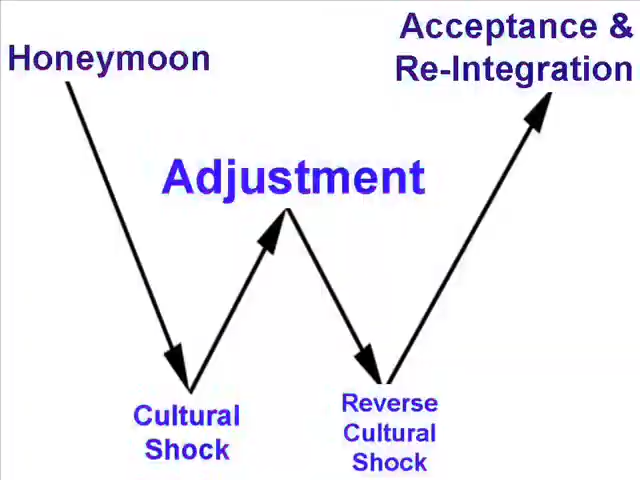 Honeymoon
Acceptance &
Re-Integration
Adjustment
Cultural
Shock
Reverse
Cultural
Shock